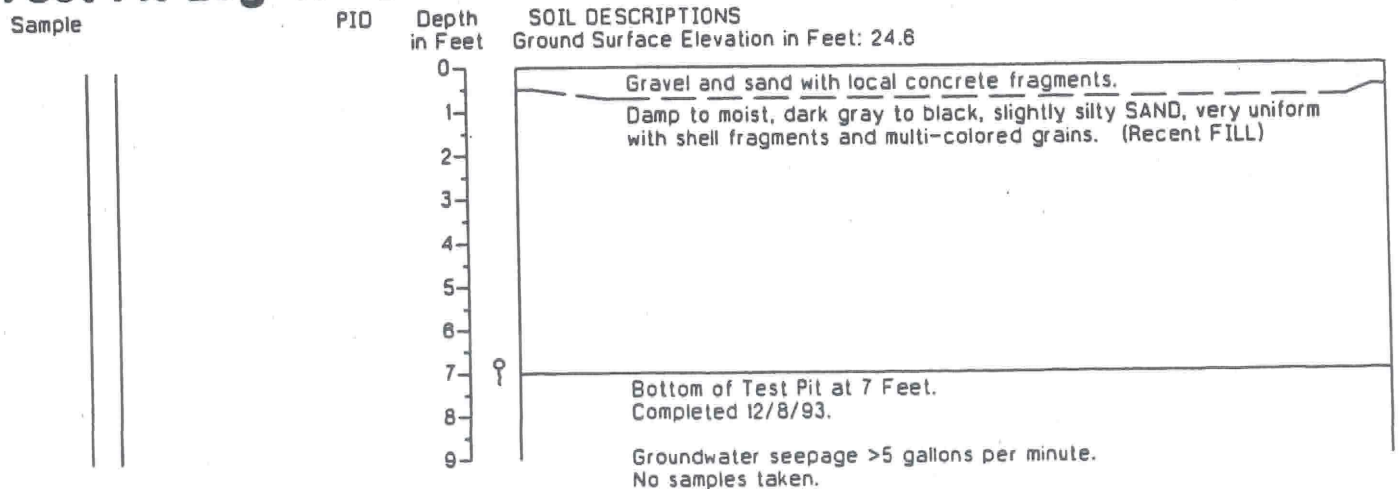 Sample PID Depth in Feet SOIL DESCRIPTIONS
Ground Surface Elevation in Feet: 24.6
0
Gravel and sand with local concrete fragments.
1
Damp to moist, dark gray to black, slightly silty SAND, very uniform
with shell fragments and multi-colored grains. (Recent FILL)
2
3
4
5
6
7
Bottom of Test Pit at 7 Feet.
Completed 12/8/93.
8
9
Groundwater seepage >5 gallons per minute.
No samples taken.